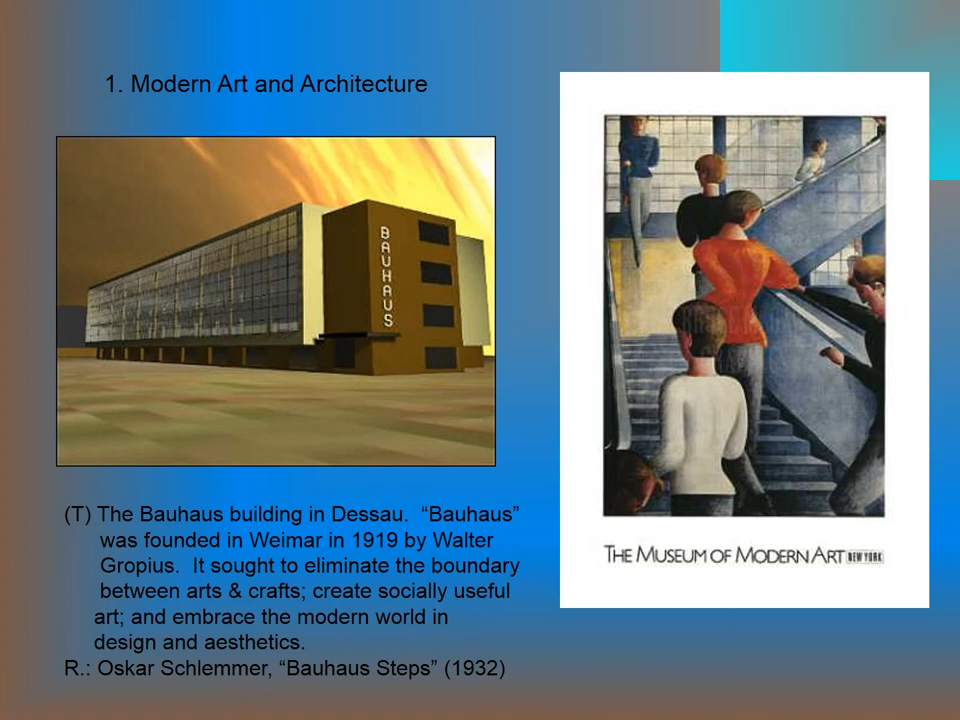 1. Modern Art and Architecture
BAUHAUS
(T) The Bauhaus building in Dessau. “Bauhaus”
was founded in Weimar in 1919 by Walter
Gropius. It sought to eliminate the boundary
between arts & crafts; create socially useful
art; and embrace the modern world in
design and aesthetics.
R.: Oskar Schlemmer, “Bauhaus Steps” (1932)
THE MUSEUM OF MODERN ART NEW YORK